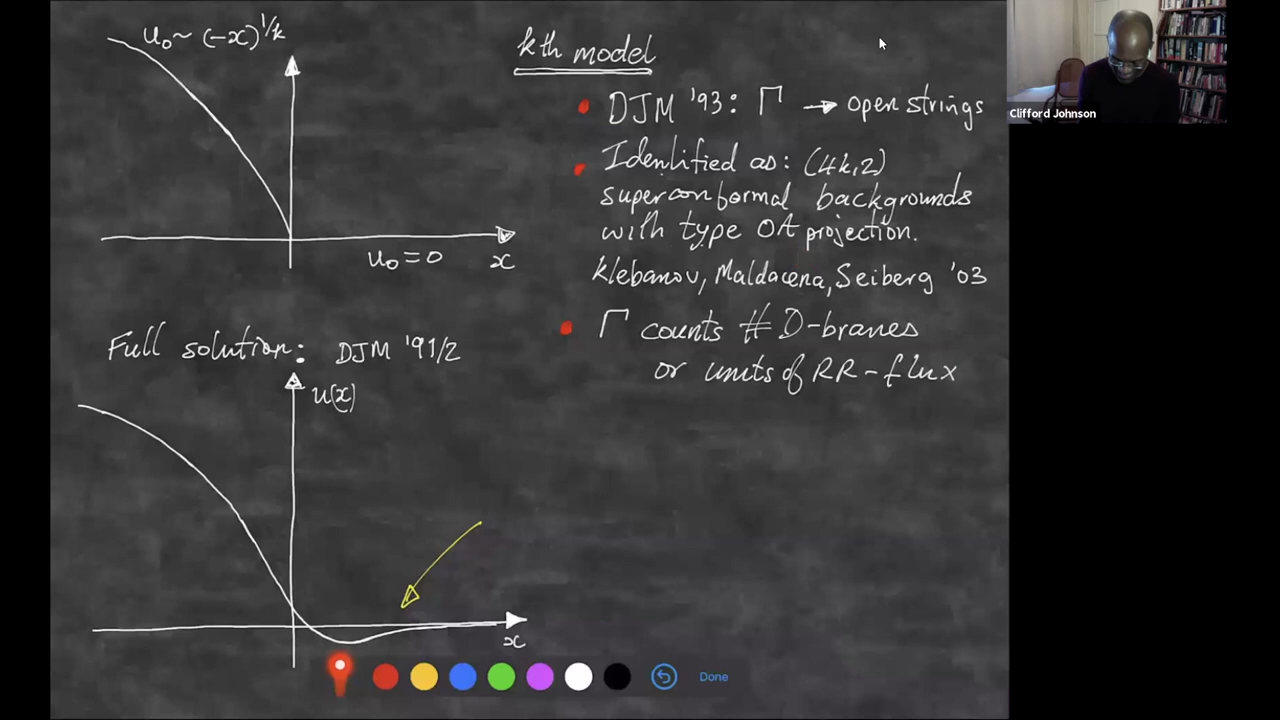 u₀ ~ (-x)^1/k
u₀ = 0
x
Full solution: DJM '91/2
u(x)
x
kth model
DJM '93: Γ → open strings
Identified as: (4k,2)
superconformal backgrounds
with type OA projection.
Klebanov, Maldacena, Seiberg '03
Γ counts # D-branes
or units of RR-flux
Clifford Johnson
Done